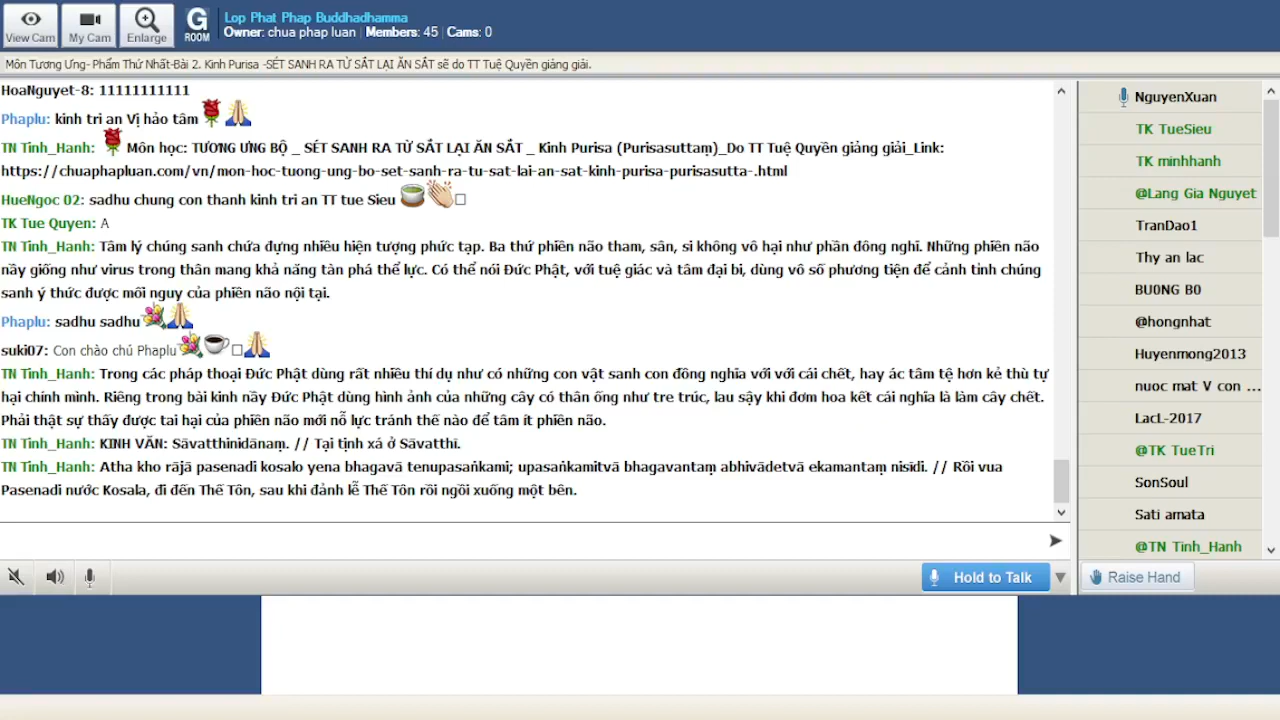 View Cam
My Cam
Enlarge
G
ROOM
Lop Phat Phap Buddhadhamma
Owner: chua phap luan | Members: 45 | Cams: 0
Môn Tương Ưng- Phẩm Thứ Nhất-Bài 2. Kinh Purisa -SÉT SANH RA TỪ SẮT LẠI ĂN SẮT sẽ do TT Tuệ Quyền giảng giải.
HoaNguyet-8: 11111111111
Phaplu: kinh tri an Vị hảo tâm
TN Tinh_Hanh: Môn học: TƯƠNG ƯNG BỘ _ SÉT SANH RA TỪ SẮT LẠI ĂN SẮT _ Kinh Purisa (Purisasuttaṃ)_Do TT Tuệ Quyền giảng giải_Link:
https://chuaphapluan.com/vn/mon-hoc-tuong-ung-bo-set-sanh-ra-tu-sat-lai-an-sat-kinh-purisa-purisasutta-.html
HueNgoc 02: sadhu chung con thanh kinh tri an TT tue Sieu
TK Tue Quyen: A
TN Tinh_Hanh: Tâm lý chúng sanh chứa đựng nhiều hiện tượng phức tạp. Ba thứ phiền não tham, sân, si không vô hại như phần đông nghĩ. Những phiền não
nầy giống như virus trong thân mang khả năng tàn phá thể lực. Có thể nói Đức Phật, với tuệ giác và tâm đại bi, dùng vô số phương tiện để cảnh tỉnh chúng
sanh ý thức được mối nguy của phiền não nội tại.
Phaplu: sadhu sadhu
suki07: Con chào chú Phaplu
TN Tinh_Hanh: Trong các pháp thoại Đức Phật dùng rất nhiều thí dụ như có những con vật sanh con đồng nghĩa với với cái chết, hay ác tâm tệ hơn kẻ thù tự
hại chính mình. Riêng trong bài kinh nầy Đức Phật dùng hình ảnh của những cây có thân ống như tre trúc, lau sậy khi đơm hoa kết cái nghĩa là làm cây chết.
Phải thật sự thấy được tai hại của phiền não mới nỗ lực tránh thế nào để tâm ít phiền não.
TN Tinh_Hanh: KINH VĂN: Sāvatthinidānaṃ. // Tại tịnh xá ở Sāvatthī.
TN Tinh_Hanh: Atha kho rājā pasenadi kosalo yena bhagavā tenupasaṅkami; upasaṅkamitvā bhagavantaṃ abhivādetvā ekamantaṃ nisīdi. // Rồi vua
Pasenadi nước Kosala, đi đến Thế Tôn, sau khi đảnh lễ Thế Tôn rồi ngồi xuống một bên.
NguyenXuan
TK TueSieu
TK minhhanh
@Lang Gia Nguyet
TranDao1
Thy an lac
BU0NG B0
@hongnhat
Huyenmong2013
nuoc mat V con ...
LacL-2017
@TK TueTri
SonSoul
Sati amata
@TN Tinh_Hanh
Hold to Talk
Raise Hand